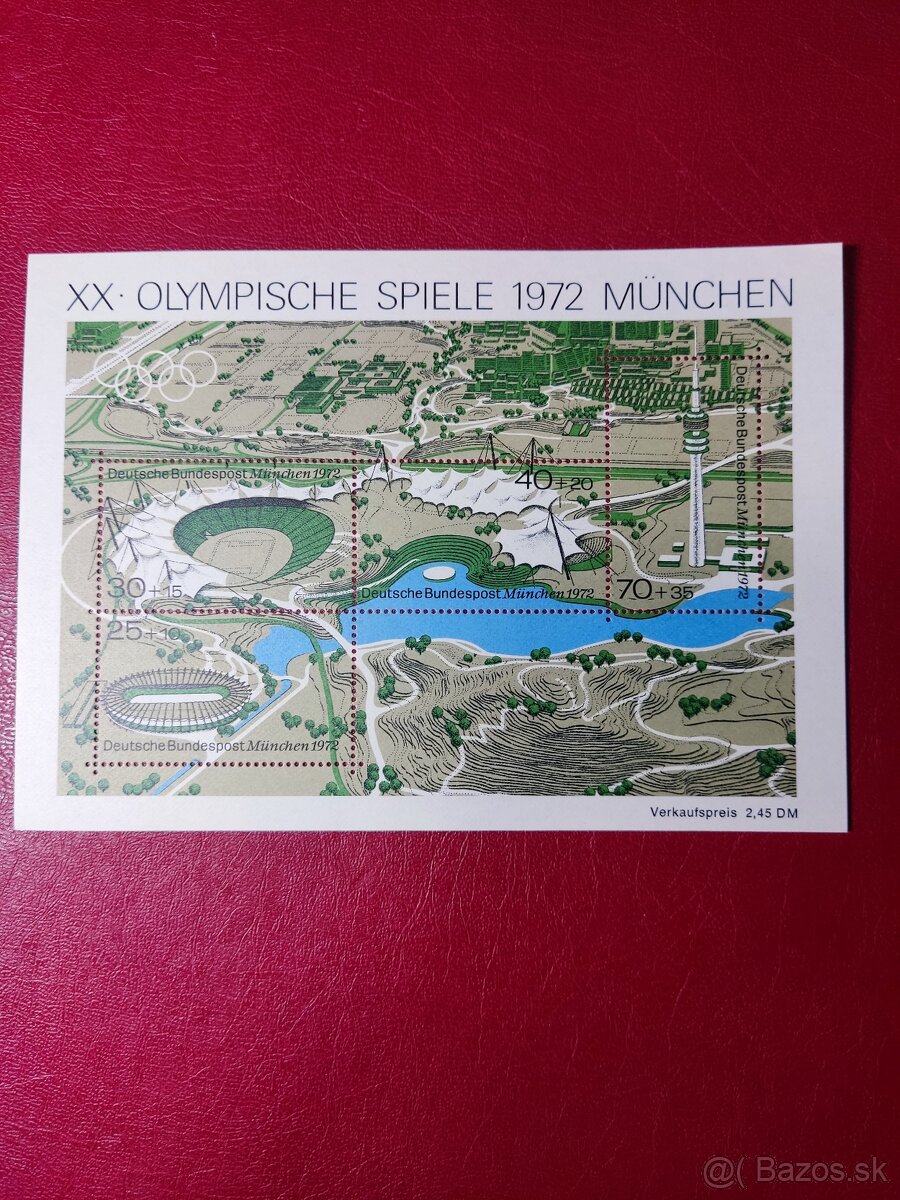 XX. OLYMPISCHE SPIELE 1972 MÜNCHEN
Deutsche Bundespost München 1972
30+15
40+20
Deutsche Bundespost München 1972
Deutsche Bundespost München 1972
70+35
25+10
Deutsche Bundespost München 1972
Verkaufspreis 2,45 DM
@( Bazos.sk